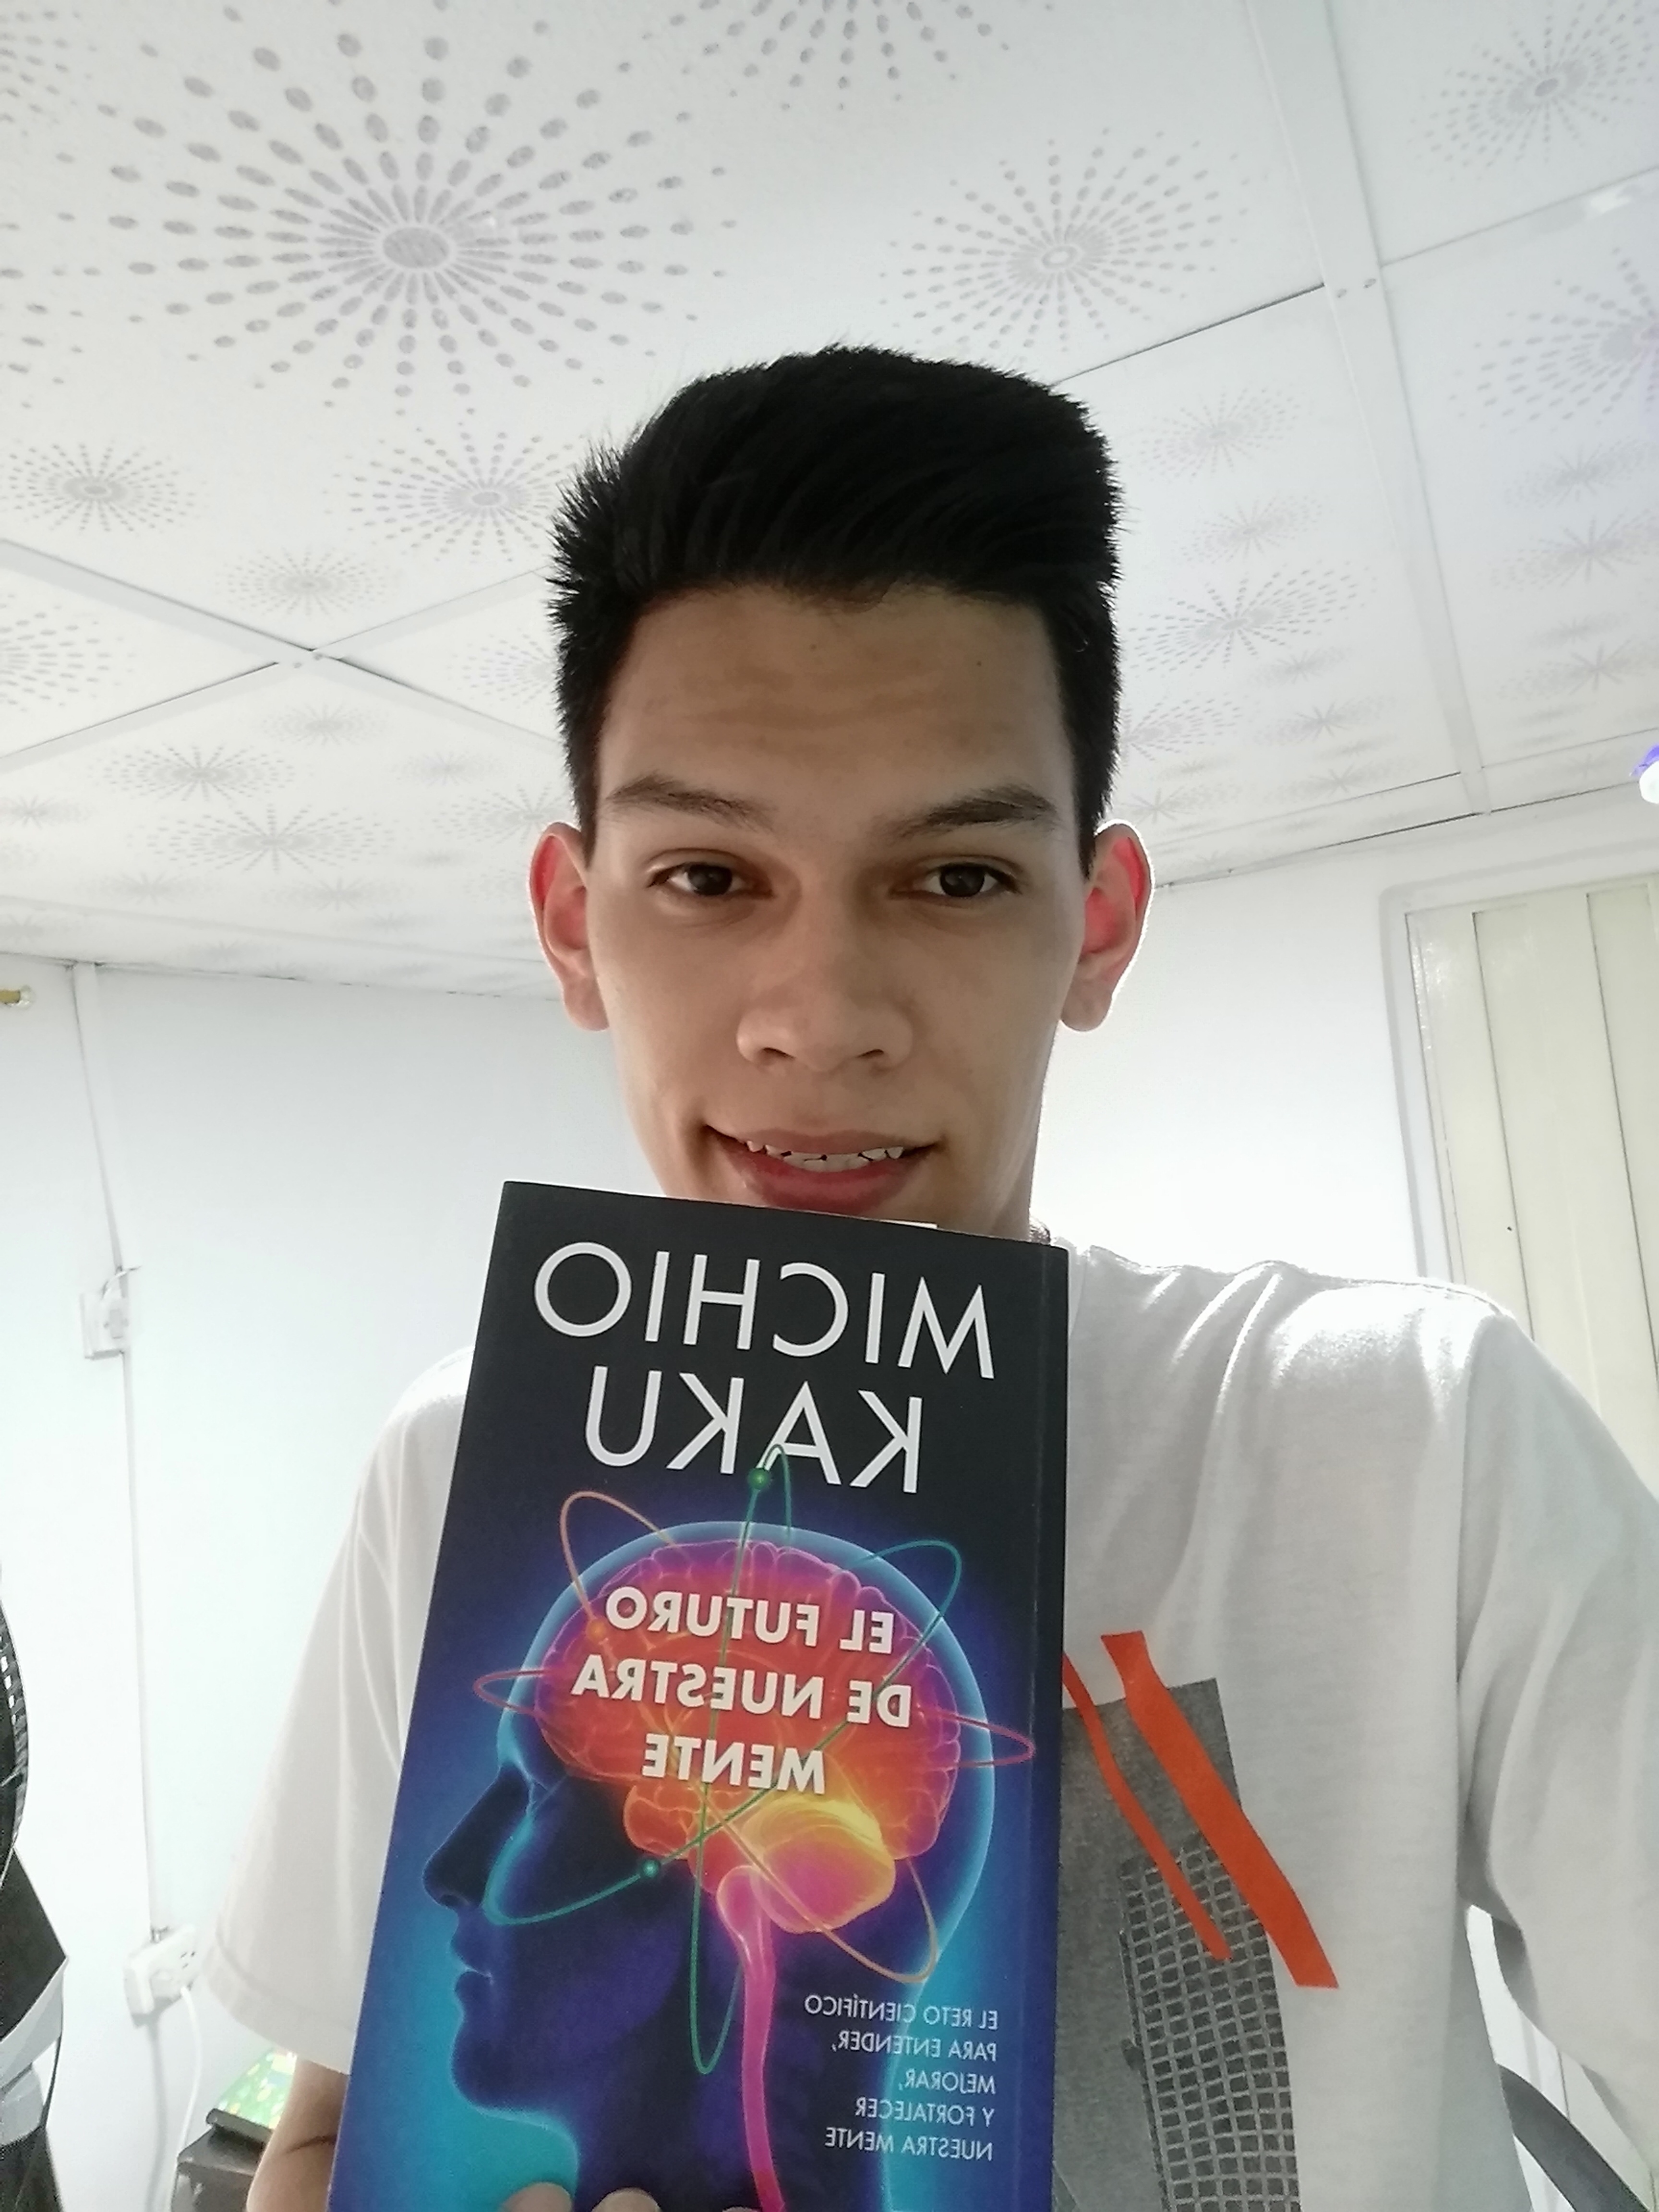 MICHIO
KAKU
EL FUTURO
DE NUESTRA
MENTE
EL RETO CIENTÍFICO
PARA ENTENDER,
MEJORAR,
Y FORTALECER
NUESTRA MENTE